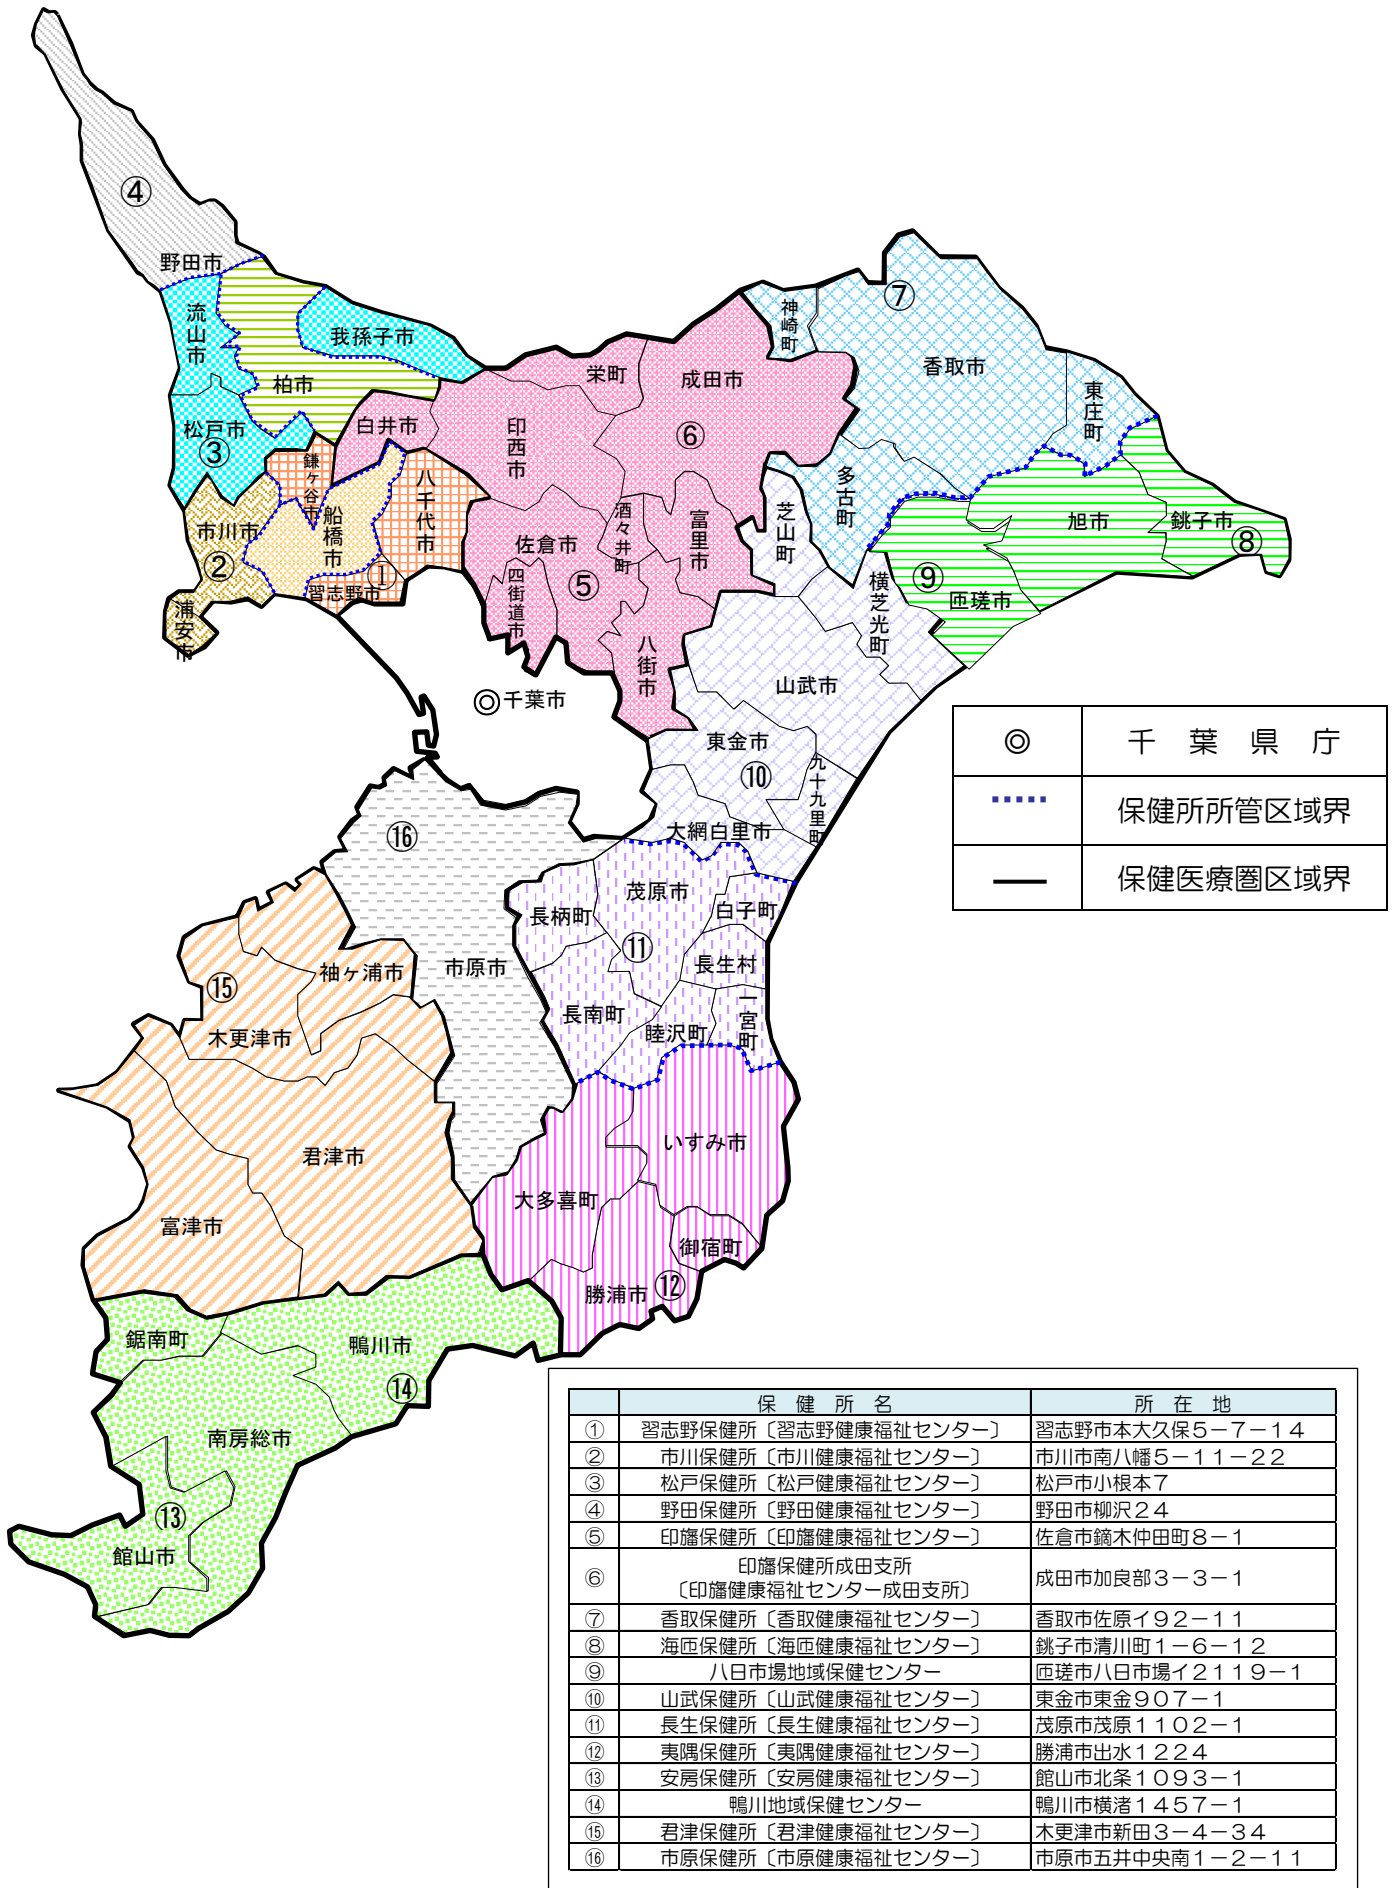 ④
野田市
流山市
我孫子市
柏市
松戸市
③
白井市
鎌ヶ谷市
船橋市
八千代市
市川市
②
①
習志野市
浦安市
栄町
成田市
印西市
⑥
酒々井町
富里市
佐倉市
⑤
四街道市
八街市
神崎町
⑦
香取市
東庄町
多古町
芝山町
旭市
銚子市
⑧
⑨
匝瑳市
横芝光町
山武市
◎千葉市
東金市
⑩
九十九里町
大網白里市
⑯
茂原市
長柄町
白子町
⑪
長生村
市原市
長南町
睦沢町
一宮町
袖ヶ浦市
⑮
木更津市
君津市
富津市
いすみ市
大多喜町
御宿町
勝浦市
⑫
鋸南町
鴨川市
⑭
南房総市
⑬
館山市
◎ 千葉県庁
保健所所管区域界
保健医療圏区域界
保健所名 所在地
① 習志野保健所〔習志野健康福祉センター〕 習志野市本大久保5-7-14
② 市川保健所〔市川健康福祉センター〕 市川市南八幡5-11-22
③ 松戸保健所〔松戸健康福祉センター〕 松戸市小根本7
④ 野田保健所〔野田健康福祉センター〕 野田市柳沢24
⑤ 印旛保健所〔印旛健康福祉センター〕 佐倉市鏑木仲田町8-1
⑥ 印旛保健所成田支所
〔印旛健康福祉センター成田支所〕 成田市加良部3-3-1
⑦ 香取保健所〔香取健康福祉センター〕 香取市佐原イ92-11
⑧ 海匝保健所〔海匝健康福祉センター〕 銚子市清川町1-6-12
⑨ 八日市場地域保健センター 匝瑳市八日市場イ2119-1
⑩ 山武保健所〔山武健康福祉センター〕 東金市東金907-1
⑪ 長生保健所〔長生健康福祉センター〕 茂原市茂原1102-1
⑫ 夷隅保健所〔夷隅健康福祉センター〕 勝浦市出水1224
⑬ 安房保健所〔安房健康福祉センター〕 館山市北条1093-1
⑭ 鴨川地域保健センター 鴨川市横渚1457-1
⑮ 君津保健所〔君津健康福祉センター〕 木更津市新田3-4-34
⑯ 市原保健所〔市原健康福祉センター〕 市原市五井中央南1-2-11